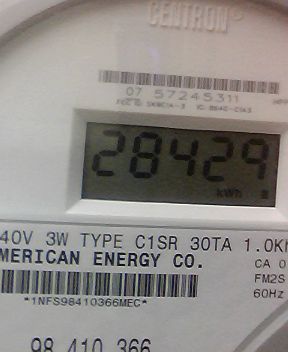 CENTRON®
07 57245311
28429
kWh
40V 3W TYPE C1SR 30TA 1.0Kh
MERICAN ENERGY CO.
CA 0
FM2S
60Hz
*1NFS98410366MEC*
98 410 366